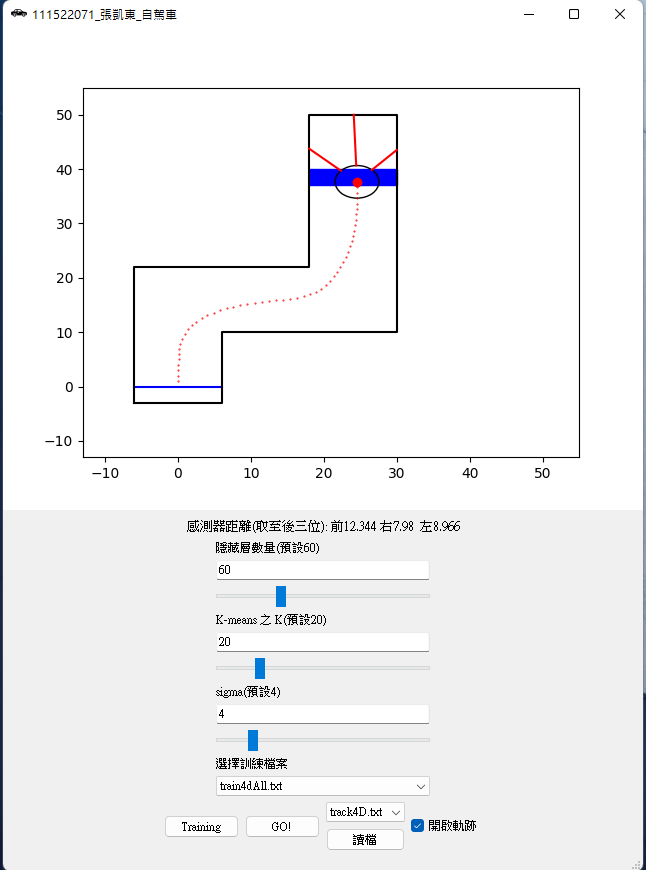 111522071_張凱東_自駕車
50
40
30
20
10
0
−10
−10 0 10 20 30 40 50
感測器距離(取至後三位): 前12.344 右7.98 左8.966
隱藏層數量(預設60)
60
K-means 之 K(預設20)
20
sigma(預設4)
4
選擇訓練檔案
train4dAll.txt
track4D.txt
Training GO! 開啟軌跡
讀檔